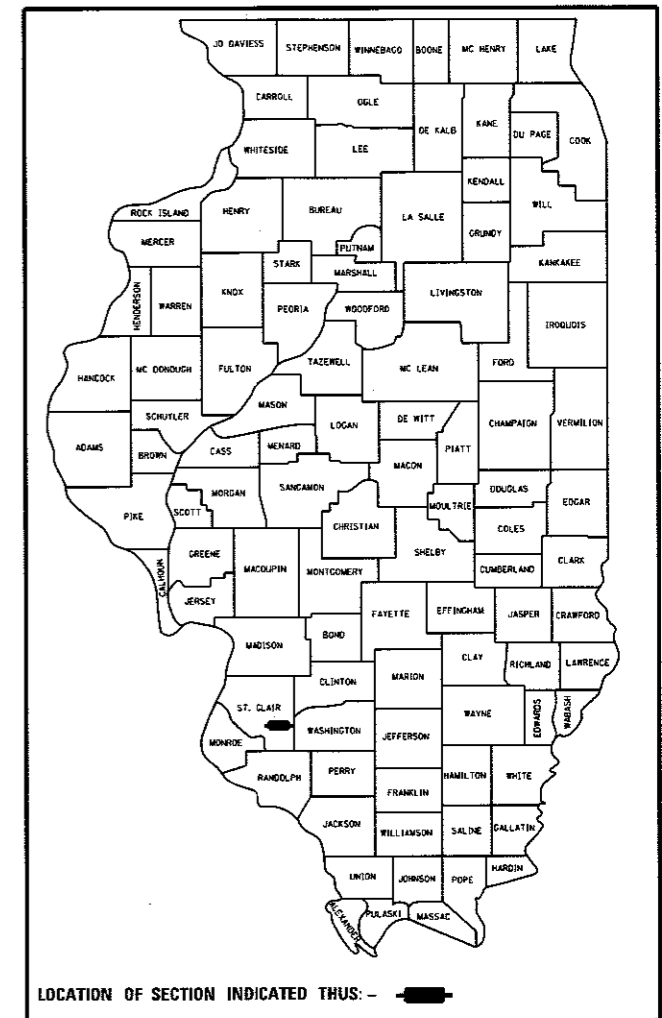 JO DAVIESS STEPHENSON WINNEBAGO BOONE MC HENRY LAKE
CARROLL OGLE DE KALB KANE DU PAGE COOK
WHITESIDE LEE KENDALL WILL
ROCK ISLAND HENRY BUREAU LA SALLE GRUNDY
MERCER PUTNAM KANKAKEE
HENDERSON WARREN KNOX STARK MARSHALL LIVINGSTON
PEORIA WOODFORD IROQUOIS
HANCOCK MC DONOUGH FULTON TAZEWELL MC LEAN FORD
SCHUYLER MASON LOGAN DE WITT CHAMPAIGN VERMILION
ADAMS BROWN CASS MENARD MACON PIATT
PIKE SCOTT MORGAN SANGAMON CHRISTIAN MOULTRIE DOUGLAS EDGAR
COLES
GREENE MACOUPIN MONTGOMERY SHELBY CUMBERLAND CLARK
CALHOUN JERSEY FAYETTE EFFINGHAM JASPER CRAWFORD
MADISON BOND CLAY RICHLAND LAWRENCE
CLINTON MARION
ST. CLAIR WAYNE EDWARDS WABASH
MONROE WASHINGTON JEFFERSON
RANDOLPH PERRY HAMILTON WHITE
FRANKLIN
JACKSON WILLIAMSON SALINE GALLATIN
UNION JOHNSON POPE HARDIN
ALEXANDER PULASKI MASSAC
LOCATION OF SECTION INDICATED THUS: -